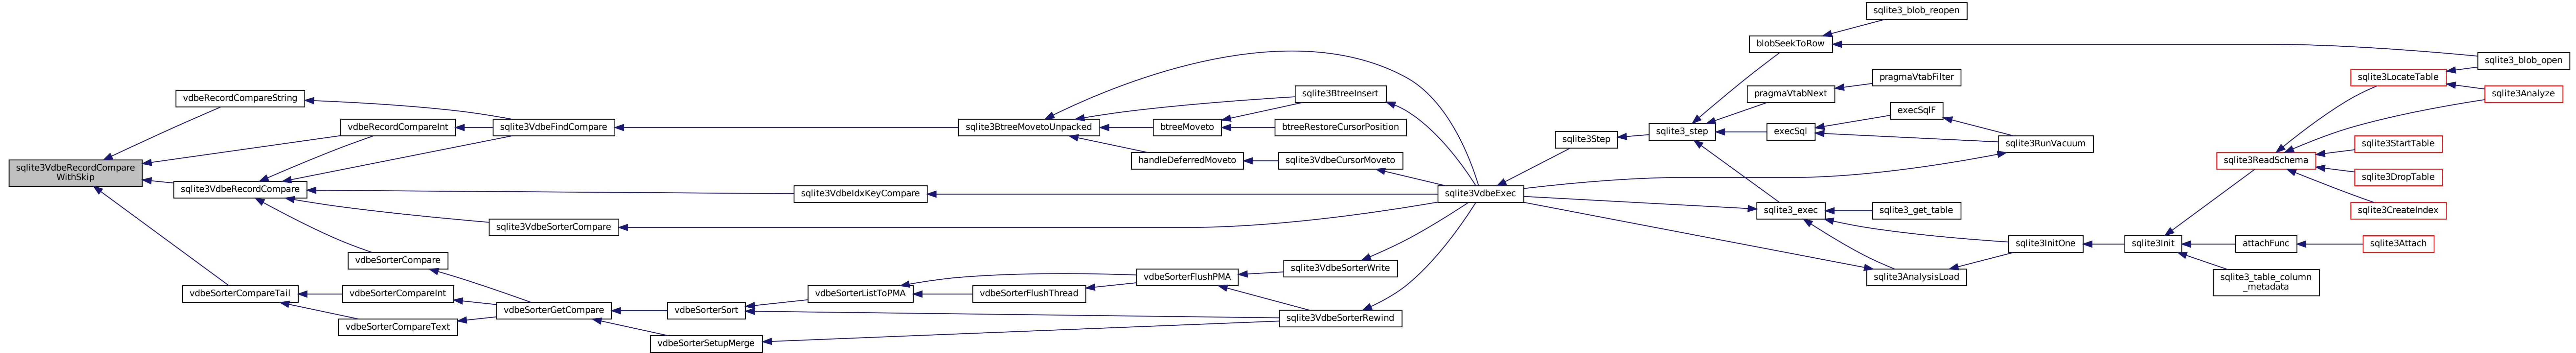 sqlite3VdbeRecordCompare
WithSkip
vdbeRecordCompareString
vdbeRecordCompareInt
sqlite3VdbeRecordCompare
vdbeSorterCompareTail
sqlite3VdbeFindCompare
sqlite3VdbeSorterCompare
vdbeSorterCompare
vdbeSorterCompareInt
vdbeSorterCompareText
vdbeSorterGetCompare
vdbeSorterSort
vdbeSorterSetupMerge
sqlite3VdbeIdxKeyCompare
vdbeSorterListToPMA
sqlite3BtreeMovetoUnpacked
vdbeSorterFlushThread
sqlite3BtreeInsert
btreeMoveto
btreeRestoreCursorPosition
handleDeferredMoveto
sqlite3VdbeCursorMoveto
vdbeSorterFlushPMA
sqlite3VdbeSorterWrite
sqlite3VdbeSorterRewind
sqlite3VdbeExec
sqlite3Step
sqlite3_step
blobSeekToRow
sqlite3_blob_reopen
pragmaVtabNext
pragmaVtabFilter
execSql
execSqlF
sqlite3RunVacuum
sqlite3_exec
sqlite3_get_table
sqlite3AnalysisLoad
sqlite3InitOne
sqlite3Init
attachFunc
sqlite3_table_column
_metadata
sqlite3ReadSchema
sqlite3LocateTable
sqlite3_blob_open
sqlite3Analyze
sqlite3StartTable
sqlite3DropTable
sqlite3CreateIndex
sqlite3Attach